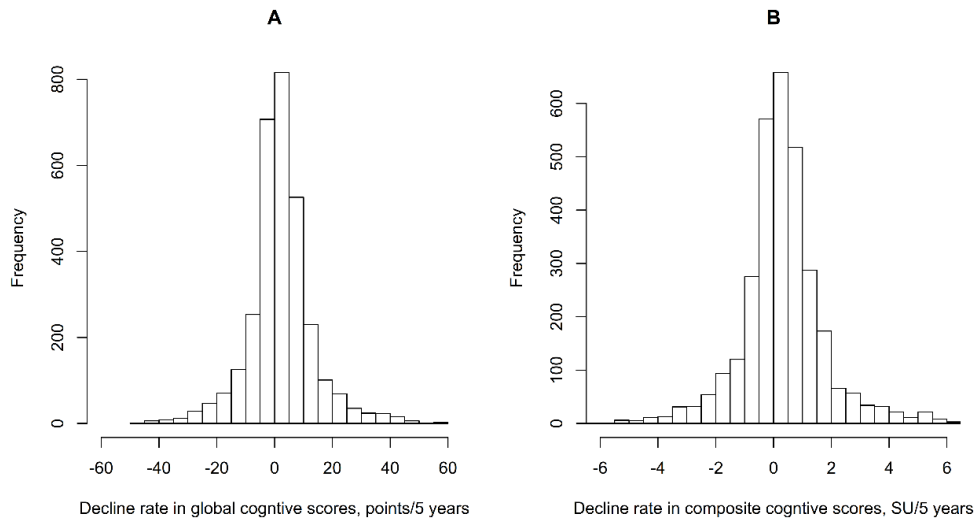 A
Frequency
800
600
400
200
0
-60 -40 -20 0 20 40 60
Decline rate in global cogntive scores, points/5 years
B
Frequency
600
500
400
300
200
100
0
-6 -4 -2 0 2 4 6
Decline rate in composite cogntive scores, SU/5 years